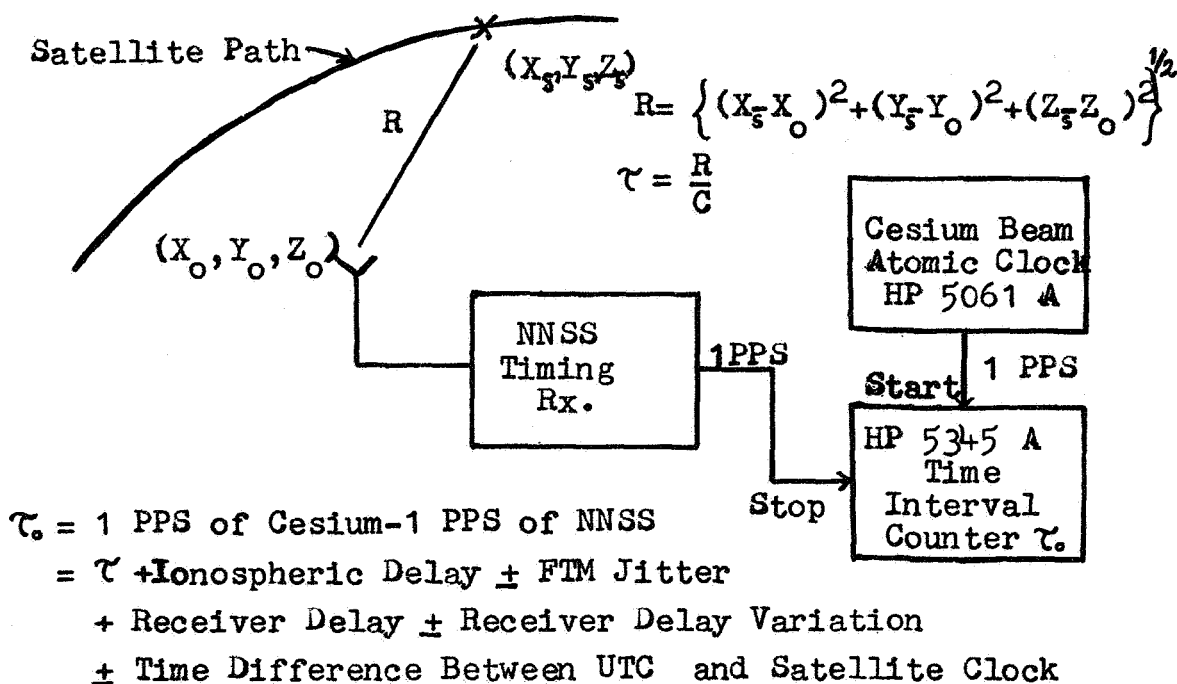 Satellite Path
(Xs,Ys,Zs)
R
R= {(Xs-Xo)²+(Ys-Yo)²+(Zs-Zo)²}^1/2
τ = R/C
(Xo,Yo,Zo)
Cesium Beam
Atomic Clock
HP 5061 A
NNSS
Timing
Rx.
1PPS
1 PPS
Start
Stop
HP 5345 A
Time
Interval
Counter τo
τo = 1 PPS of Cesium-1 PPS of NNSS
= τ +Ionospheric Delay ± FTM Jitter
+ Receiver Delay ± Receiver Delay Variation
± Time Difference Between UTC and Satellite Clock